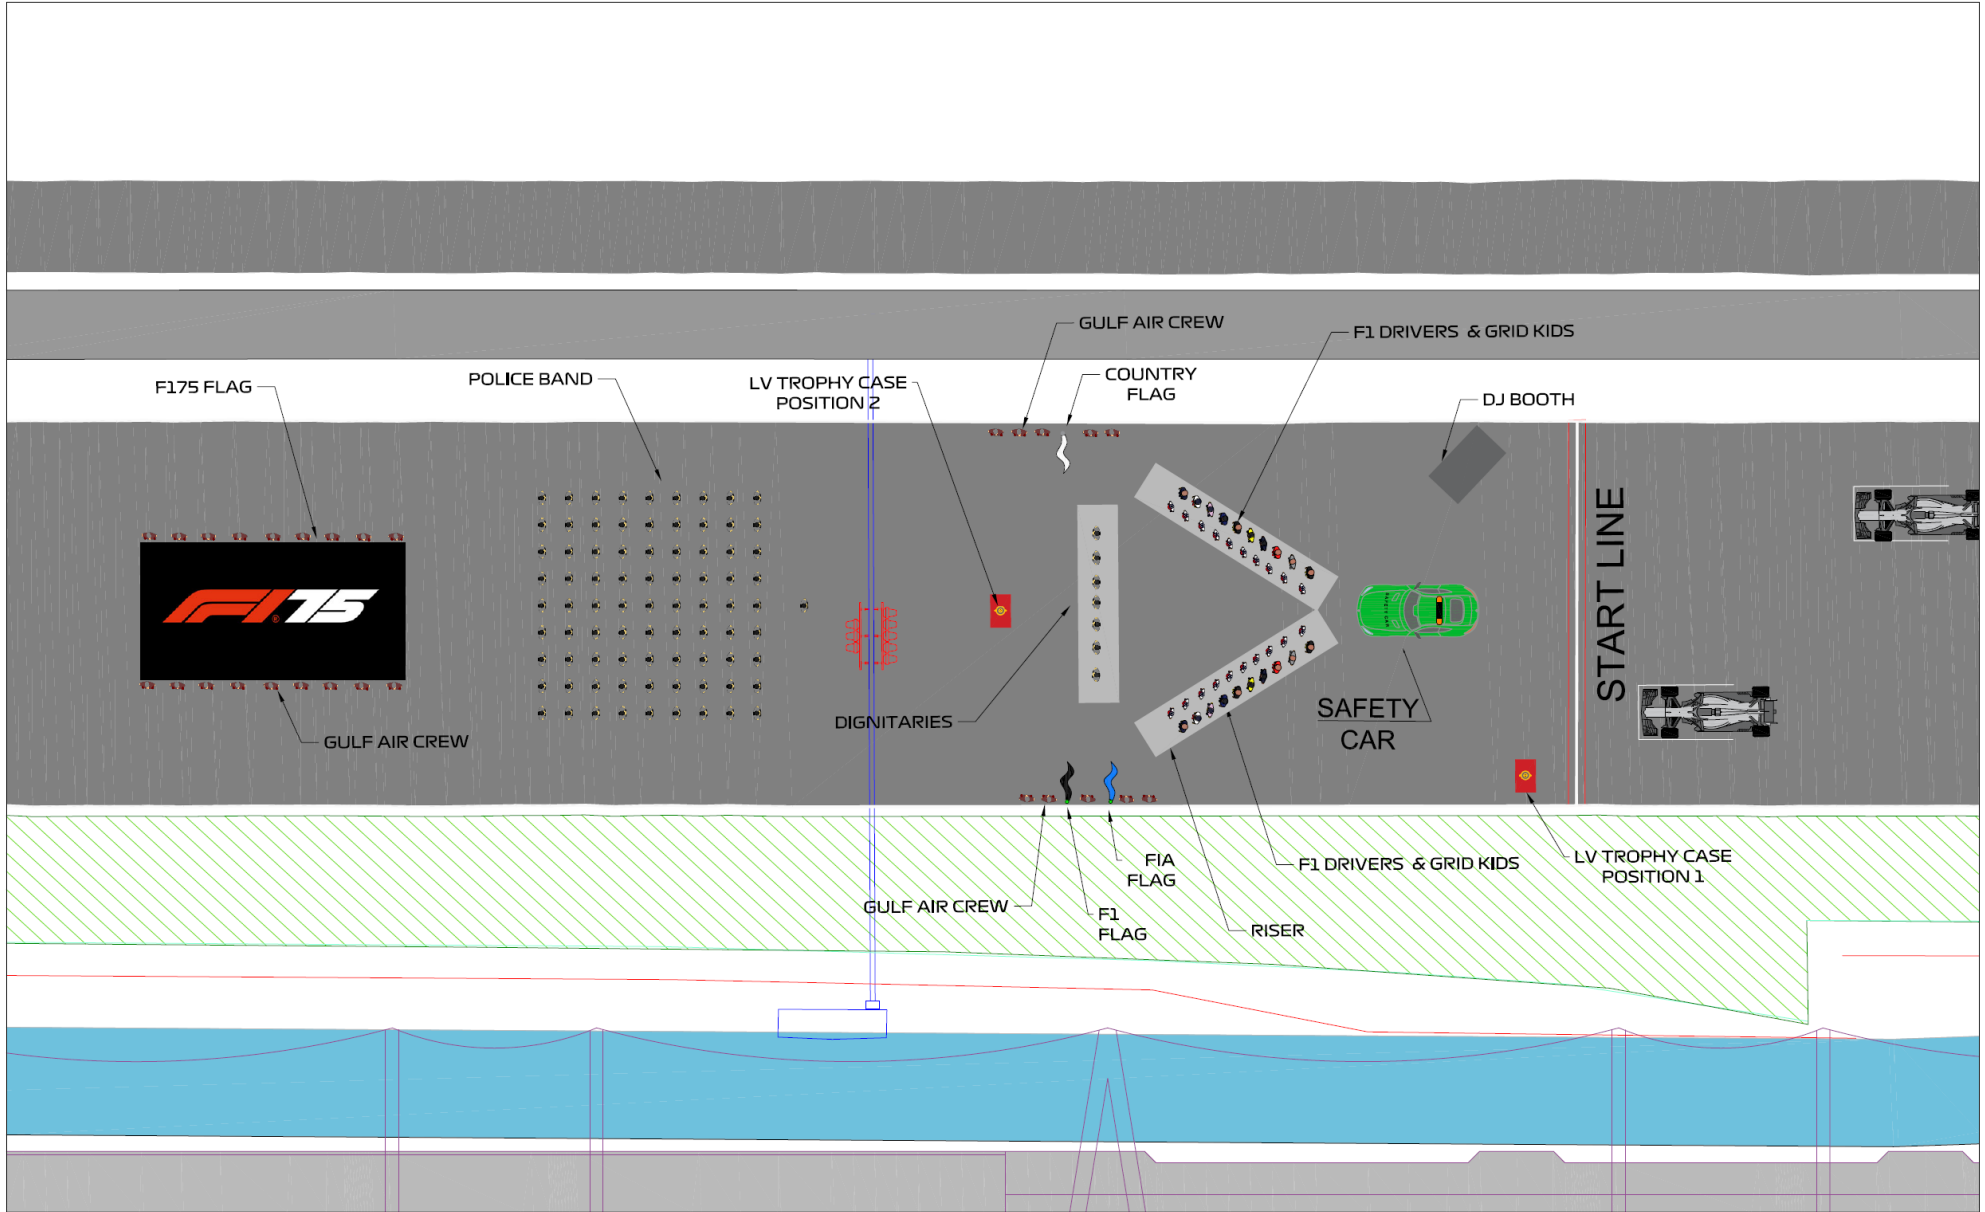 GULF AIR CREW
F1 DRIVERS & GRID KIDS
F175 FLAG
POLICE BAND
LV TROPHY CASE
POSITION 2
COUNTRY
FLAG
DJ BOOTH
START LINE
F1 75
®
DIGNITARIES
SAFETY
CAR
GULF AIR CREW
FIA
FLAG
F1 DRIVERS & GRID KIDS
LV TROPHY CASE
POSITION 1
GULF AIR CREW
F1
FLAG
RISER